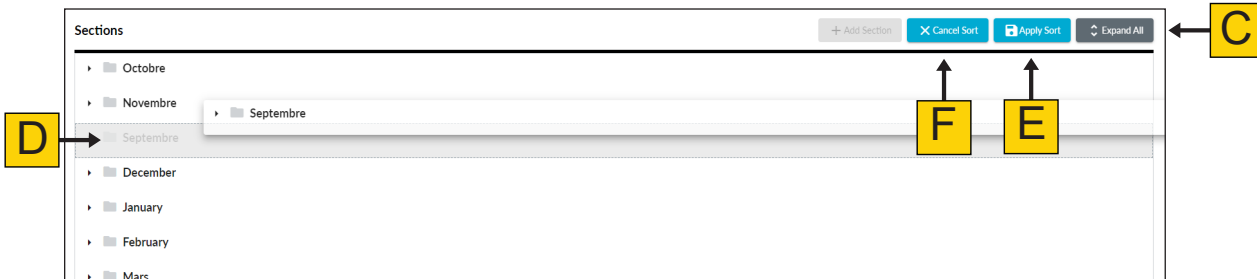 Sections
+ Add Section
Cancel Sort
Apply Sort
Expand All
C
Octobre
Novembre
Septembre
F
E
D
Septembre
December
January
February
Mars